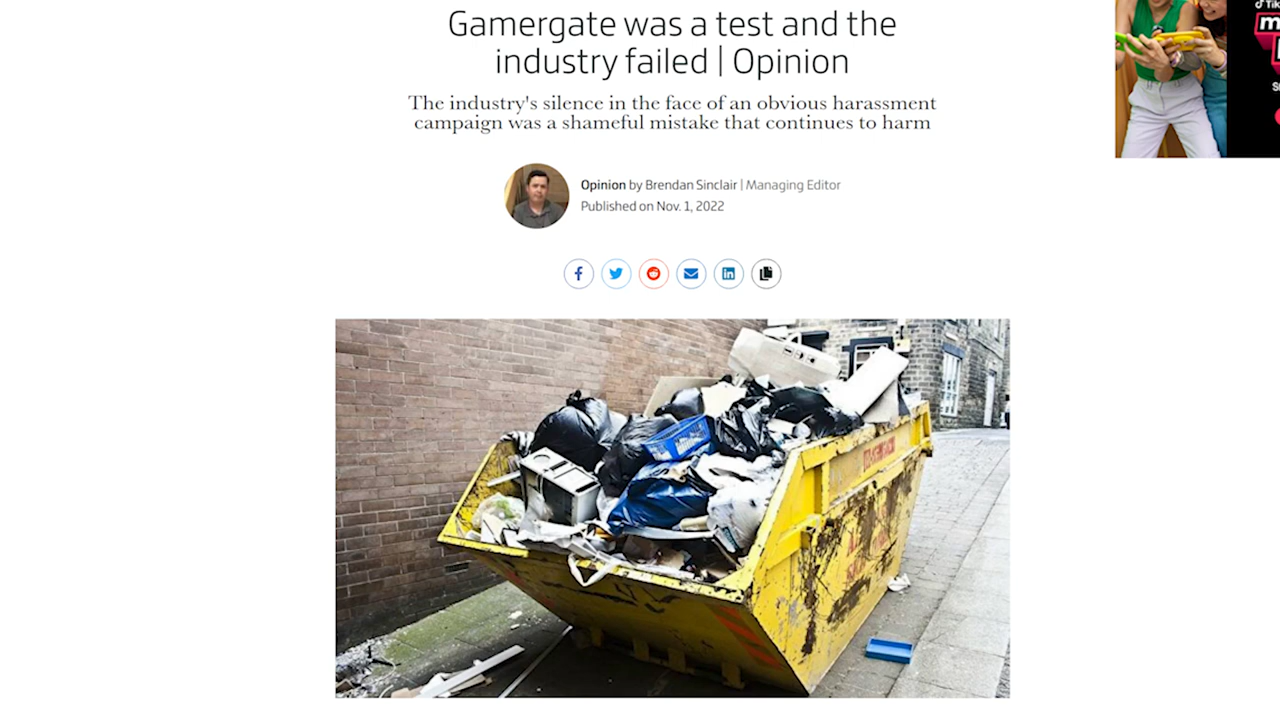 Gamergate was a test and the
industry failed | Opinion
The industry's silence in the face of an obvious harassment
campaign was a shameful mistake that continues to harm
Opinion by Brendan Sinclair | Managing Editor
Published on Nov. 1, 2022